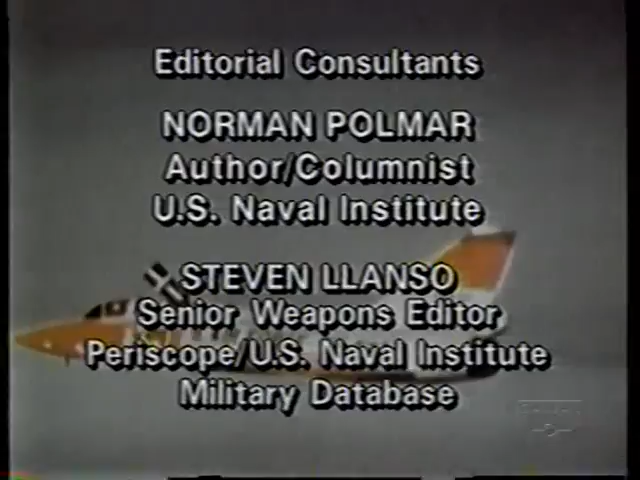 Editorial Consultants
NORMAN POLMAR
Author/Columnist
U.S. Naval Institute
STEVEN LLANSO
Senior Weapons Editor
Periscope/U.S. Naval Institute
Military Database